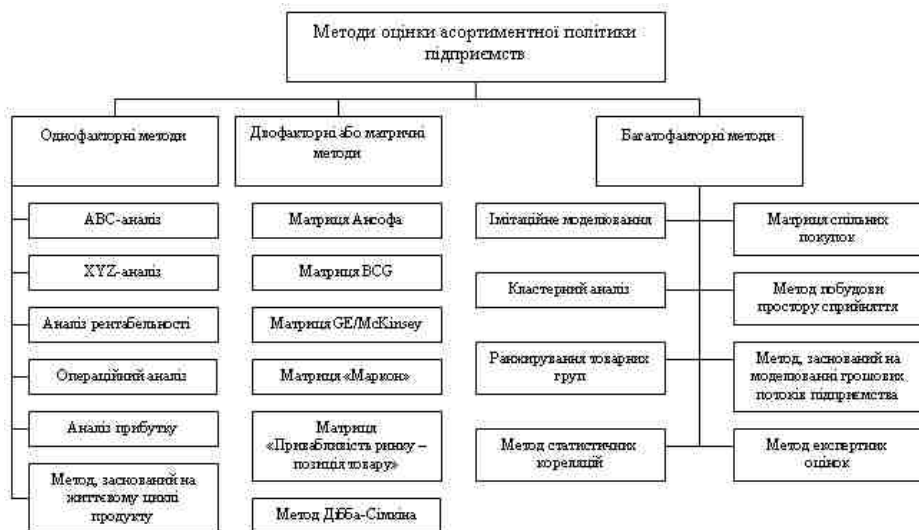 Методи оцінки асортиментної політики
підприємств
Однофакторні методи
Двофакторні або матричні
методи
Багатофакторні методи
ABC-аналіз
XYZ-аналіз
Аналіз рентабельності
Операційний аналіз
Аналіз прибутку
Метод, заснований на
життєвому циклі
продукту
Матриця Ансофа
Матриця BCG
Матриця GE/McKinsey
Матриця «Маркон»
Матриця
«Привабливість ринку –
позиція товару»
Метод Дібба-Сімкіна
Імітаційне моделювання
Кластерний аналіз
Ранжирування товарних
груп
Метод статистичних
кореляцій
Матриця спільних
покупок
Метод побудови
простору сприйняття
Метод, заснований на
моделюванні грошових
потоків підприємства
Метод експертних
оцінок